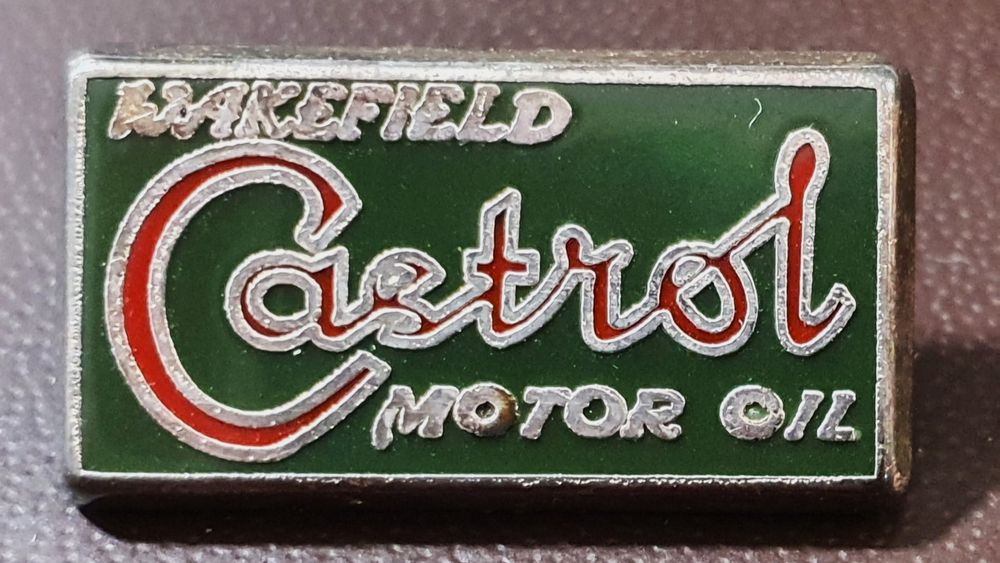 WAKEFIELD
Castrol
MOTOR OIL